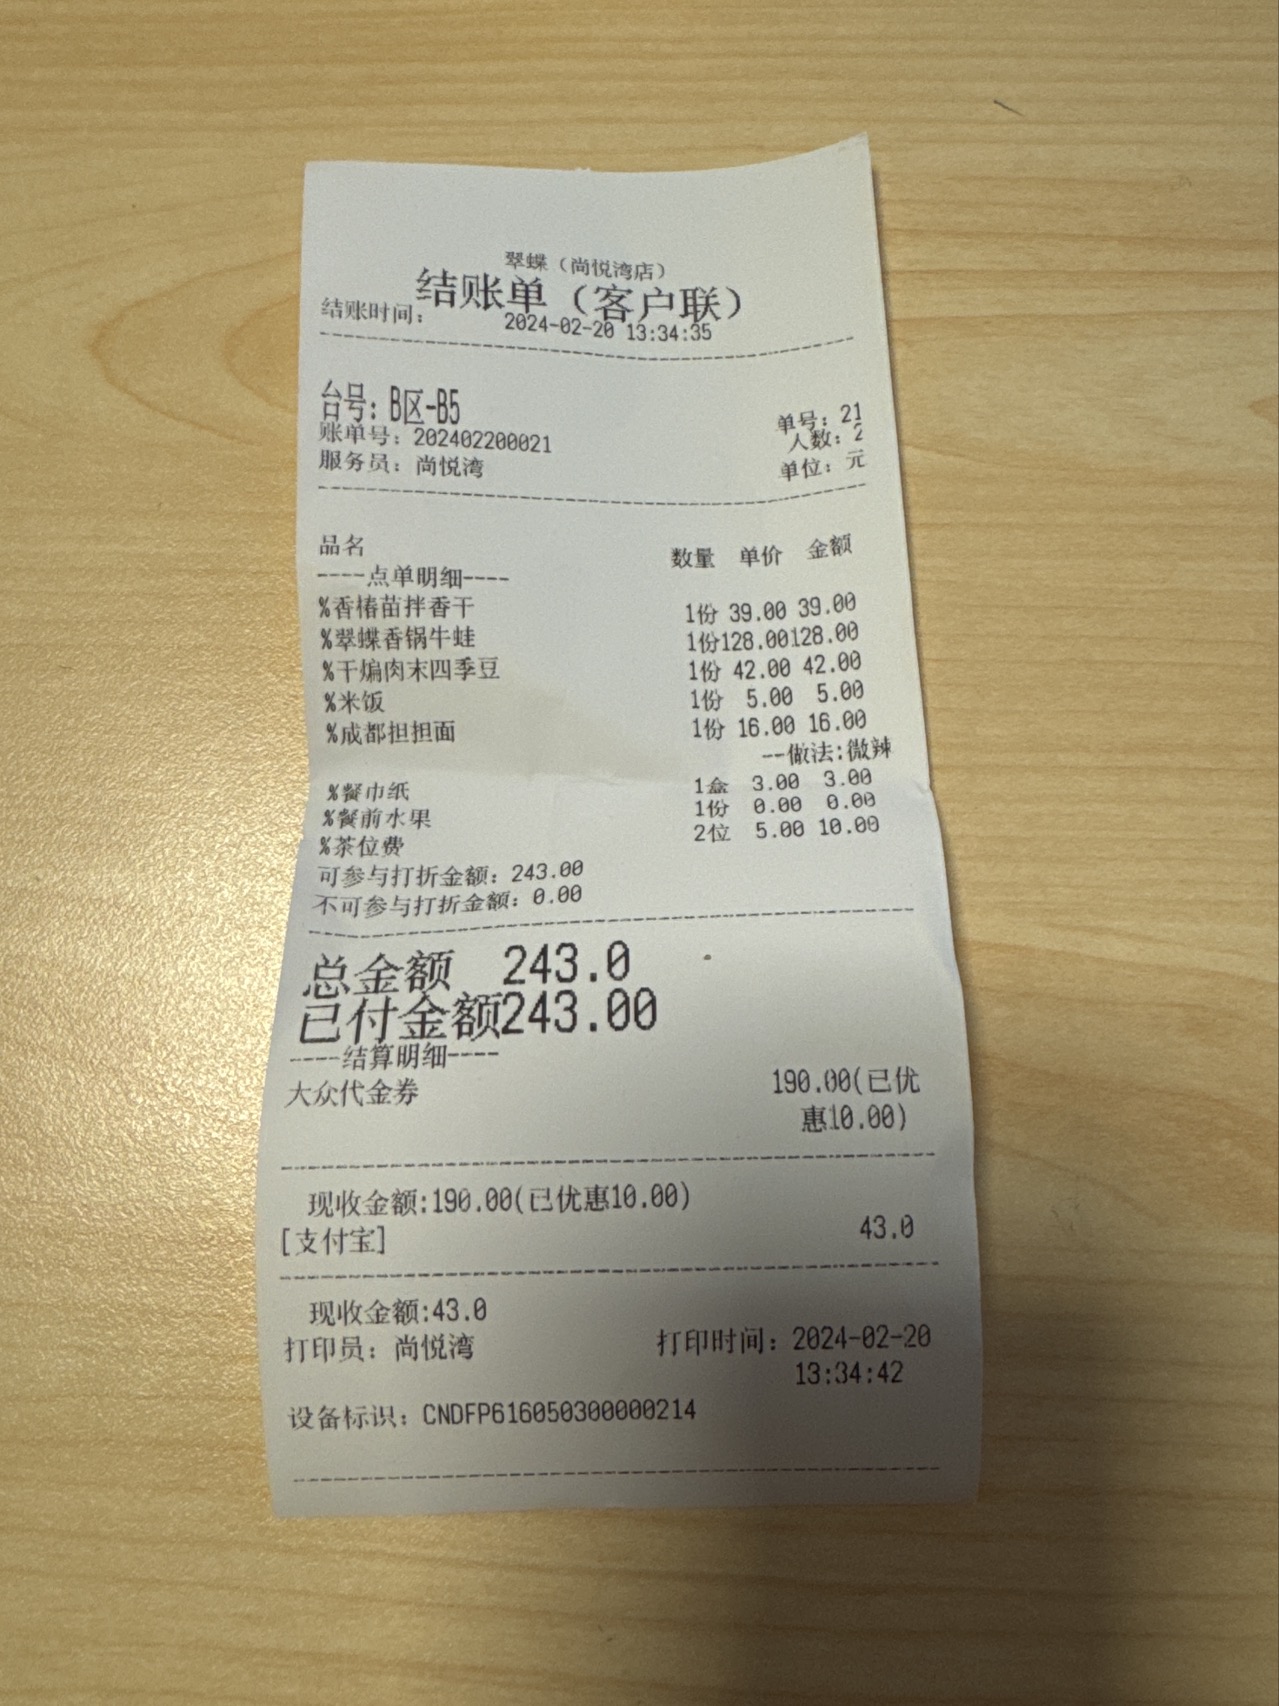 翠蝶（尚悦湾店）
结账单（客户联）
结账时间： 2024-02-20 13:34:35
台号：B区-B5 单号：21
账单号：202402200021 人数：2
服务员：尚悦湾 单位：元
品名 数量 单价 金额
----点单明细----
%香椿苗拌香干 1份 39.00 39.00
%翠蝶香锅牛蛙 1份128.00128.00
%干煸肉末四季豆 1份 42.00 42.00
%米饭 1份 5.00 5.00
%成都担担面 1份 16.00 16.00
--做法:微辣
%餐巾纸 1盒 3.00 3.00
%餐前水果 1份 0.00 0.00
%茶位费 2位 5.00 10.00
可参与打折金额：243.00
不可参与打折金额：0.00
总金额 243.0
已付金额243.00
----结算明细----
大众代金券 190.00(已优
惠10.00)
现收金额:190.00(已优惠10.00)
[支付宝] 43.0
现收金额:43.0
打印员：尚悦湾 打印时间：2024-02-20
13:34:42
设备标识：CNDFP616050300000214